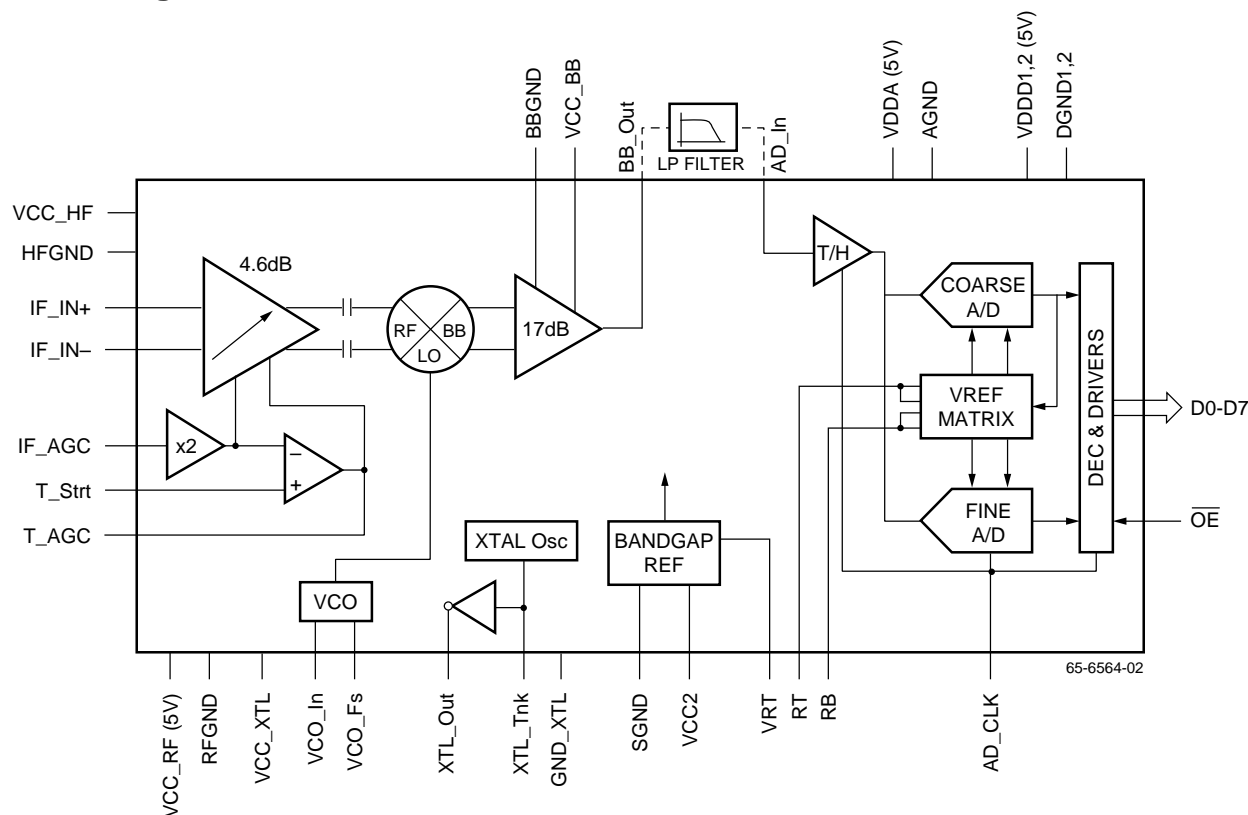 BBGND
VCC_BB
BB_Out
LP FILTER
AD_In
VDDA (5V)
AGND
VDDD1,2 (5V)
DGND1,2
VCC_HF
HFGND
IF_IN+
IF_IN–
IF_AGC
T_Strt
T_AGC
4.6dB
x2
–
+
RF
BB
LO
17dB
T/H
COARSE
A/D
VREF
MATRIX
FINE
A/D
DEC & DRIVERS
D0-D7
OE
XTAL Osc
VCO
BANDGAP
REF
65-6564-02
VCC_RF (5V)
RFGND
VCC_XTL
VCO_In
VCO_Fs
XTL_Out
XTL_Tnk
GND_XTL
SGND
VCC2
VRT
RT
RB
AD_CLK